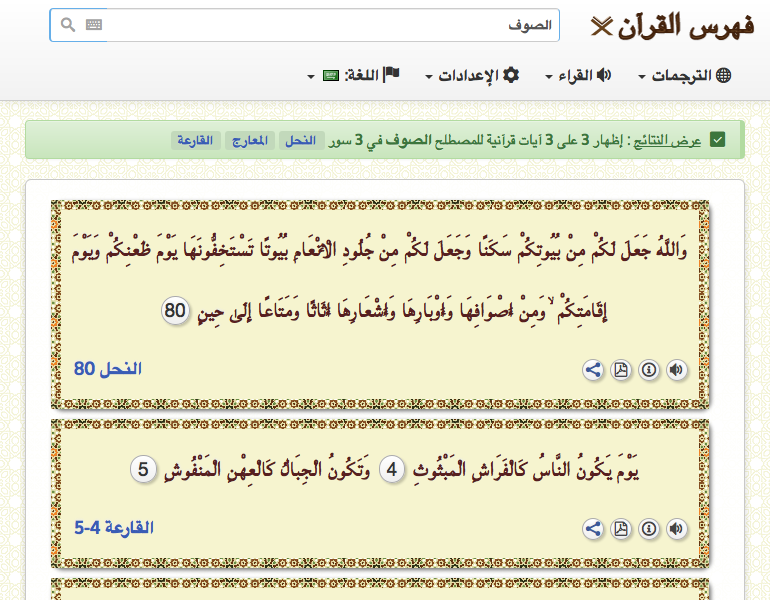 فهرس القرآن
الصوف
الترجمات
القراء
الإعدادات
اللغة:
عرض النتائج : إظهار 3 على 3 آيات قرآنية للمصطلح الصوف في 3 سور النحل المعارج القارعة
وَاللَّهُ جَعَلَ لَكُمْ مِنْ بُيُوتِكُمْ سَكَنًا وَجَعَلَ لَكُمْ مِنْ جُلُودِ الْأَنْعَامِ بُيُوتًا تَسْتَخِفُّونَهَا يَوْمَ ظَعْنِكُمْ وَيَوْمَ
إِقَامَتِكُمْ ۙ وَمِنْ أَصْوَافِهَا وَأَوْبَارِهَا وَأَشْعَارِهَا أَثَاثًا وَمَتَاعًا إِلَىٰ حِينٍ 80
النحل 80
يَوْمَ يَكُونُ النَّاسُ كَالْفَرَاشِ الْمَبْثُوثِ 4 وَتَكُونُ الْجِبَالُ كَالْعِهْنِ الْمَنْفُوشِ 5
القارعة 4-5